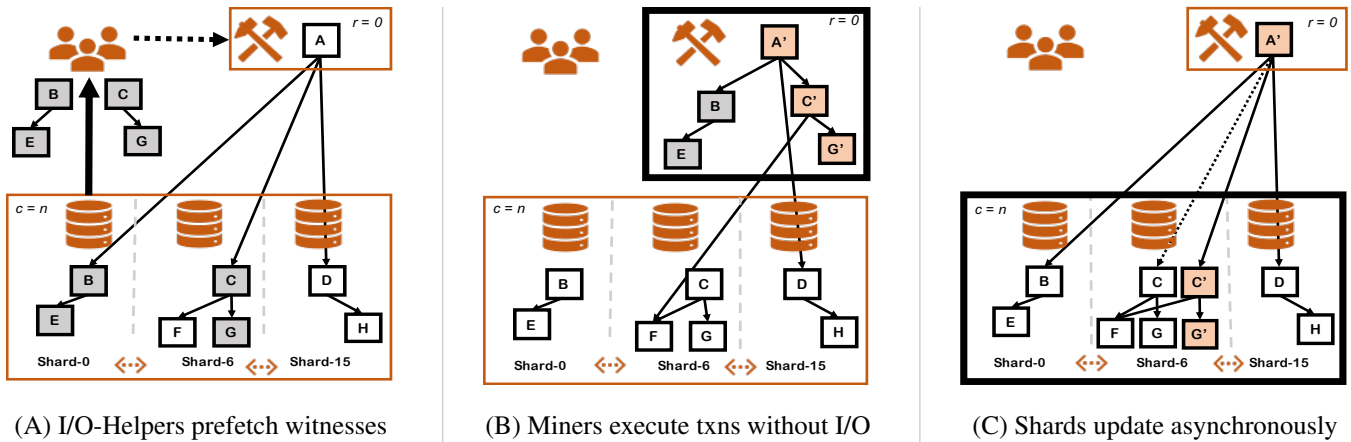 r = 0
A
B
C
E
G
c = n
B
C
D
E
F
G
H
Shard-0
Shard-6
Shard-15
(A) I/O-Helpers prefetch witnesses
r = 0
A'
B
C'
E
G'
c = n
B
C
D
E
F
G
H
Shard-0
Shard-6
Shard-15
(B) Miners execute txns without I/O
r = 0
A'
c = n
B
C
C'
D
E
F
G
G'
H
Shard-0
Shard-6
Shard-15
(C) Shards update asynchronously